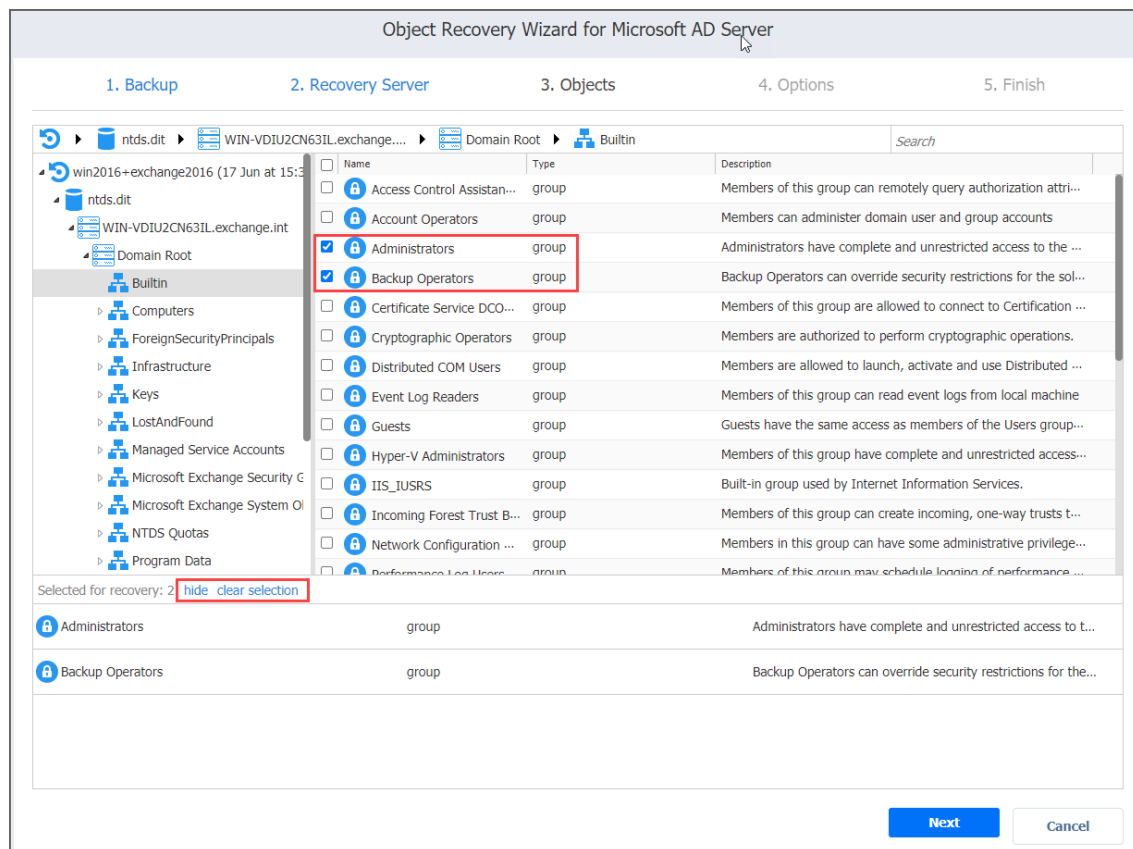 Object Recovery Wizard for Microsoft AD Server
1. Backup 2. Recovery Server 3. Objects 4. Options 5. Finish
ntds.dit WIN-VDIU2CN63IL.exchange.... Domain Root Builtin Search
win2016+exchange2016 (17 Jun at 15:3
ntds.dit
WIN-VDIU2CN63IL.exchange.int
Domain Root
Builtin
Computers
ForeignSecurityPrincipals
Infrastructure
Keys
LostAndFound
Managed Service Accounts
Microsoft Exchange Security G
Microsoft Exchange System Ol
NTDS Quotas
Program Data
Name Type Description
Access Control Assistan... group Members of this group can remotely query authorization attri...
Account Operators group Members can administer domain user and group accounts
Administrators group Administrators have complete and unrestricted access to the ...
Backup Operators group Backup Operators can override security restrictions for the sol...
Certificate Service DCO... group Members of this group are allowed to connect to Certification ...
Cryptographic Operators group Members are authorized to perform cryptographic operations.
Distributed COM Users group Members are allowed to launch, activate and use Distributed ...
Event Log Readers group Members of this group can read event logs from local machine
Guests group Guests have the same access as members of the Users group...
Hyper-V Administrators group Members of this group have complete and unrestricted access...
IIS_IUSRS group Built-in group used by Internet Information Services.
Incoming Forest Trust B... group Members of this group can create incoming, one-way trusts t...
Network Configuration ... group Members in this group can have some administrative privilege...
Performance Log Users group Members of this group may schedule logging of performance ...
Selected for recovery: 2 hide clear selection
Administrators group Administrators have complete and unrestricted access to t...
Backup Operators group Backup Operators can override security restrictions for the...
Next Cancel